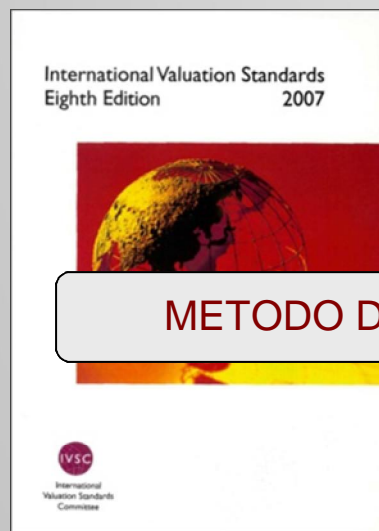 International Valuation Standards
Eighth Edition 2007
METODO D
IVSC
International
Valuation Standards
Committee